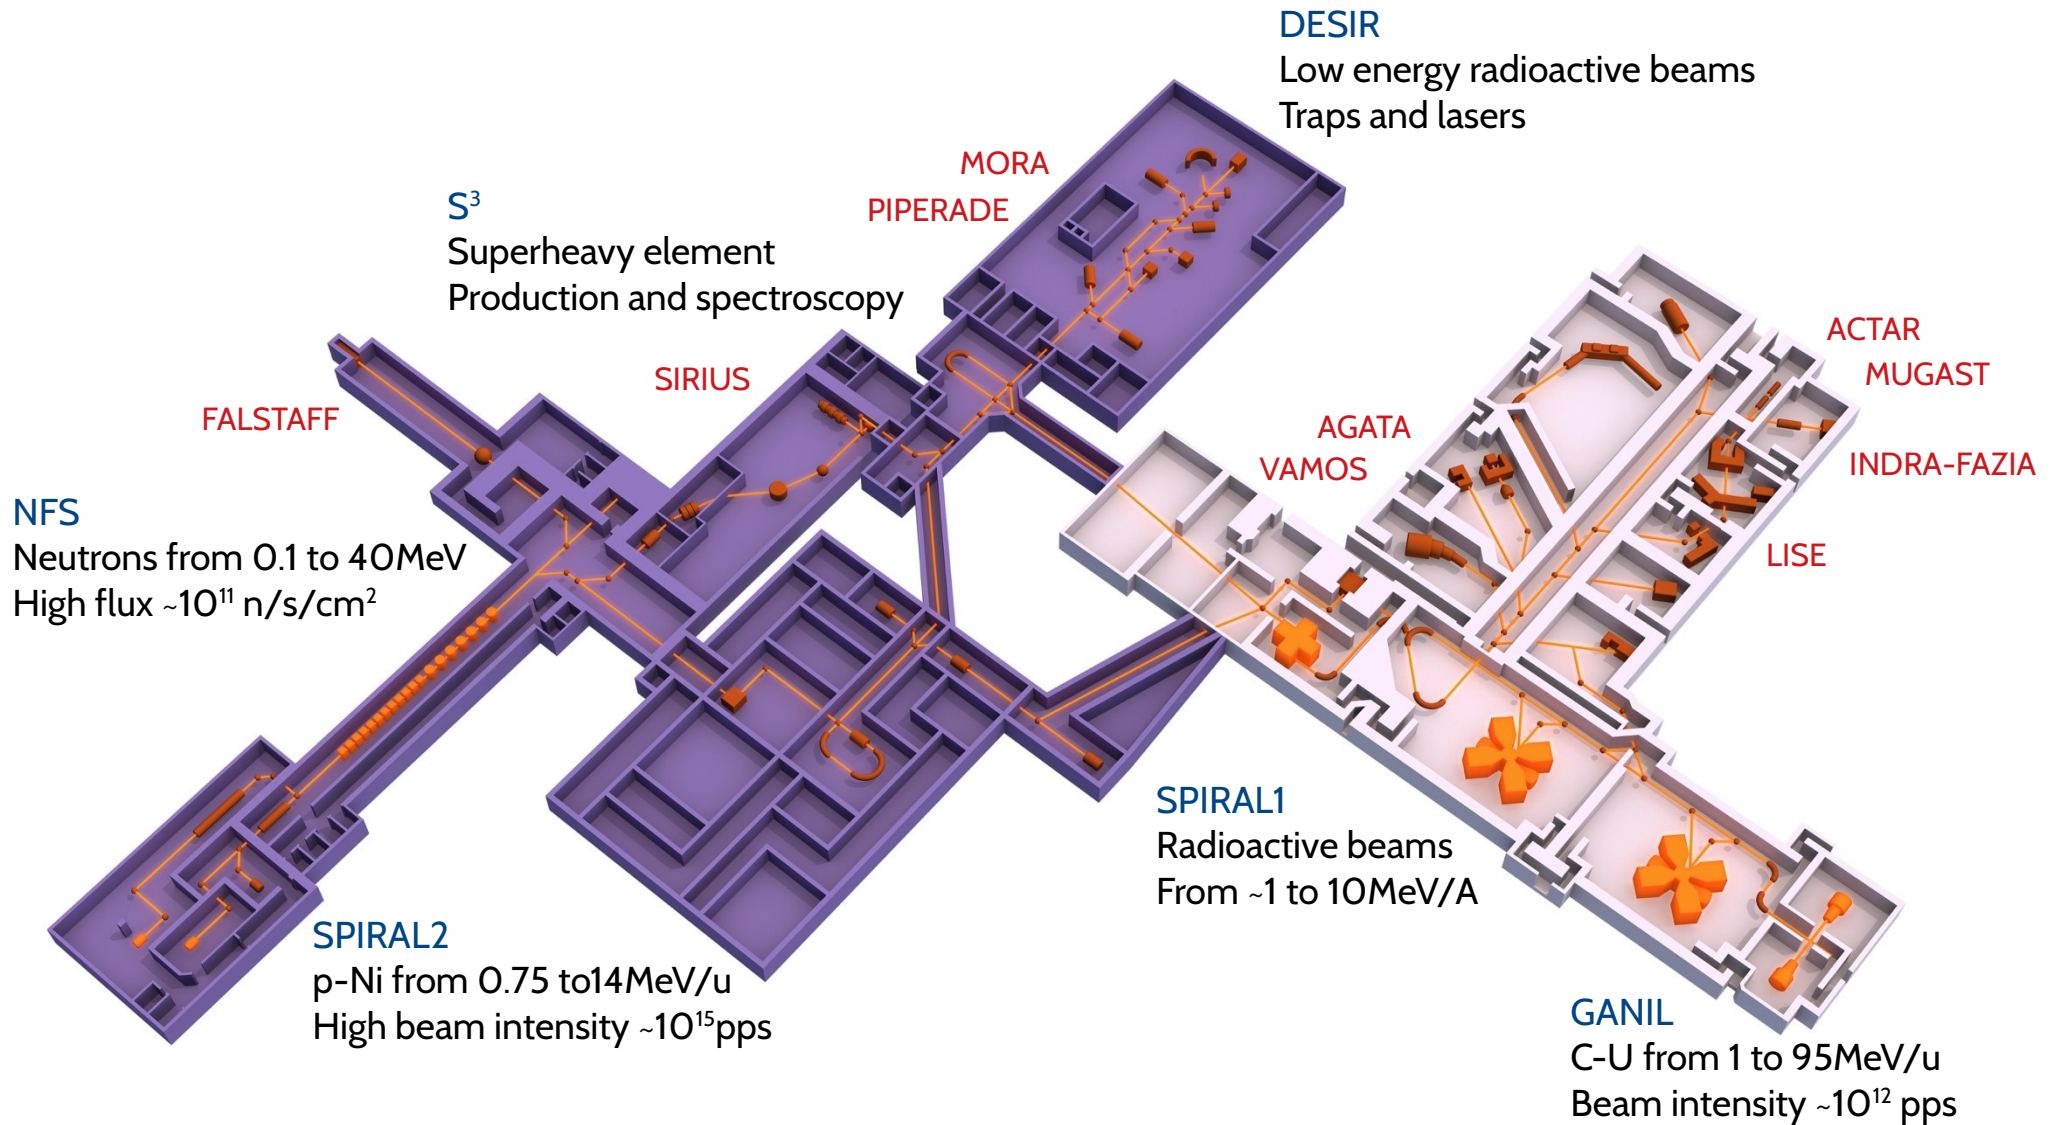 DESIR
Low energy radioactive beams
Traps and lasers
MORA
PIPERADE
S³
Superheavy element
Production and spectroscopy
SIRIUS
FALSTAFF
ACTAR
MUGAST
AGATA
VAMOS
INDRA-FAZIA
LISE
NFS
Neutrons from 0.1 to 40MeV
High flux ~10¹¹ n/s/cm²
SPIRAL1
Radioactive beams
From ~1 to 10MeV/A
SPIRAL2
p-Ni from 0.75 to14MeV/u
High beam intensity ~10¹⁵pps
GANIL
C-U from 1 to 95MeV/u
Beam intensity ~10¹² pps